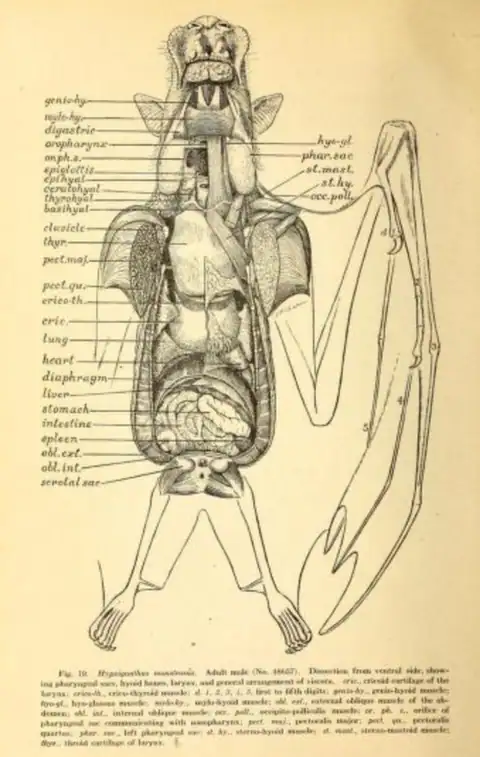 genio-hy.
mylo-hy.
digastric
oropharynx
orph.s.
epiglottis
epihyal
ceratohyal
thyrohyal
basihyal
clavicle
thyr.
pect.maj.
pect.qu.
crico-th.
cric.
lung
heart
diaphragm
liver
stomach
intestine
spleen
obl.ext.
obl.int.
scrotal sac
hyo-gl.
phar.sac
st.mast.
st.hy.
occ.poll.
d
3
4
5
Fig. 19. Hypsignathus monstrosus. Adult male (No. 48657). Dissection from ventral side, show-
ing pharyngeal sacs, hyoid bones, larynx, and general arrangement of viscera. cric., cricoid cartilage of the
larynx; crico-th., crico-thyroid muscle; d. 1, 2, 3, 4, 5, first to fifth digits; genio-hy., genio-hyoid muscle;
hyo-gl., hyo-glossus muscle; mylo-hy., mylo-hyoid muscle; obl. ext., external oblique muscle of the ab-
domen; obl. int., internal oblique muscle; occ. poll., occipito-pollicalis muscle; or. ph. s., orifice of
pharyngeal sac communicating with nasopharynx; pect. maj., pectoralis major; pect. qu., pectoralis
quartus; phar. sac., left pharyngeal sac; st. hy., sterno-hyoid muscle; st. mast., sterno-mastoid muscle;
thyr., thyroid cartilage of larynx.